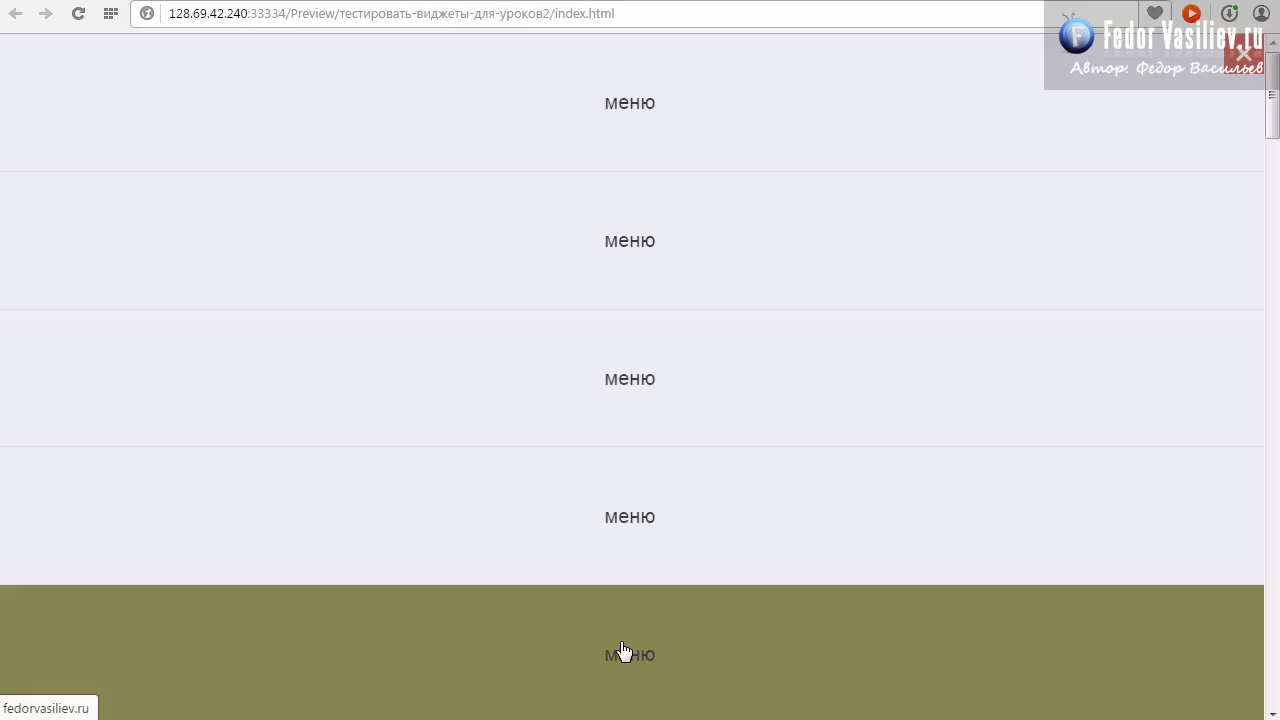 128.69.42.240:33334/Preview/тестировать-виджеты-для-уроков2/index.html
Fedor Vasiliev.ru
Автор: Федор Васильев
меню
меню
меню
меню
меню
fedorvasiliev.ru